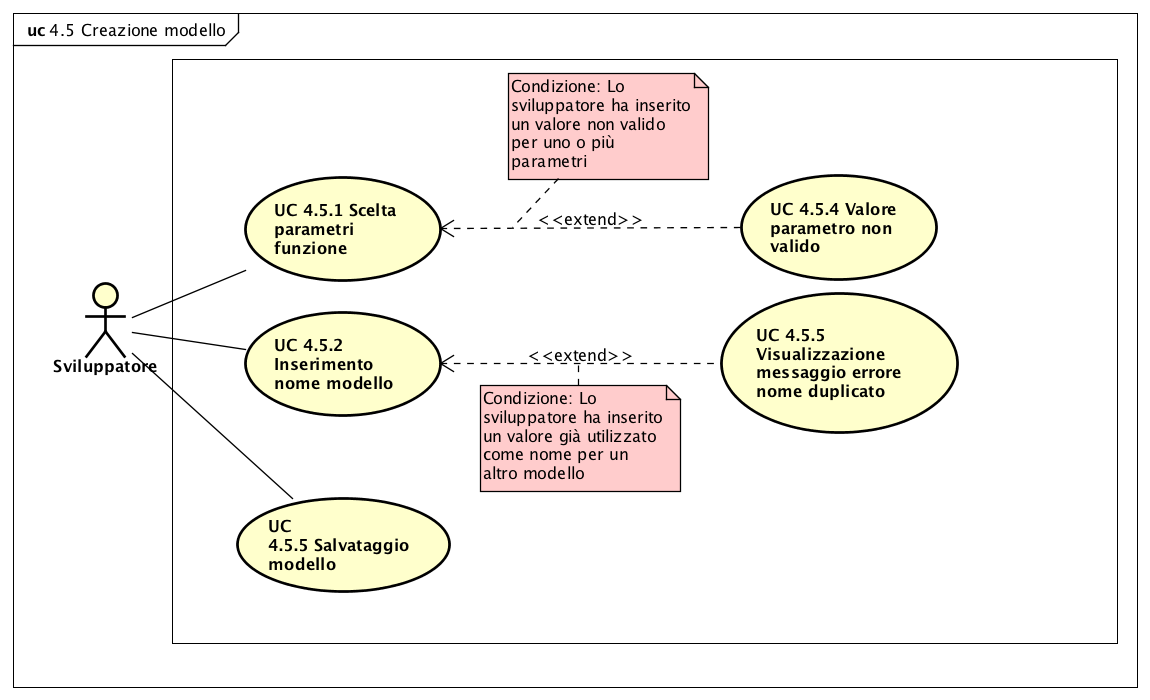 uc 4.5 Creazione modello
Condizione: Lo
sviluppatore ha inserito
un valore non valido
per uno o più
parametri
UC 4.5.1 Scelta
parametri
funzione
<<extend>>
UC 4.5.4 Valore
parametro non
valido
Sviluppatore
UC 4.5.2
Inserimento
nome modello
<<extend>>
UC 4.5.5
Visualizzazione
messaggio errore
nome duplicato
Condizione: Lo
sviluppatore ha inserito
un valore già utilizzato
come nome per un
altro modello
UC
4.5.5 Salvataggio
modello